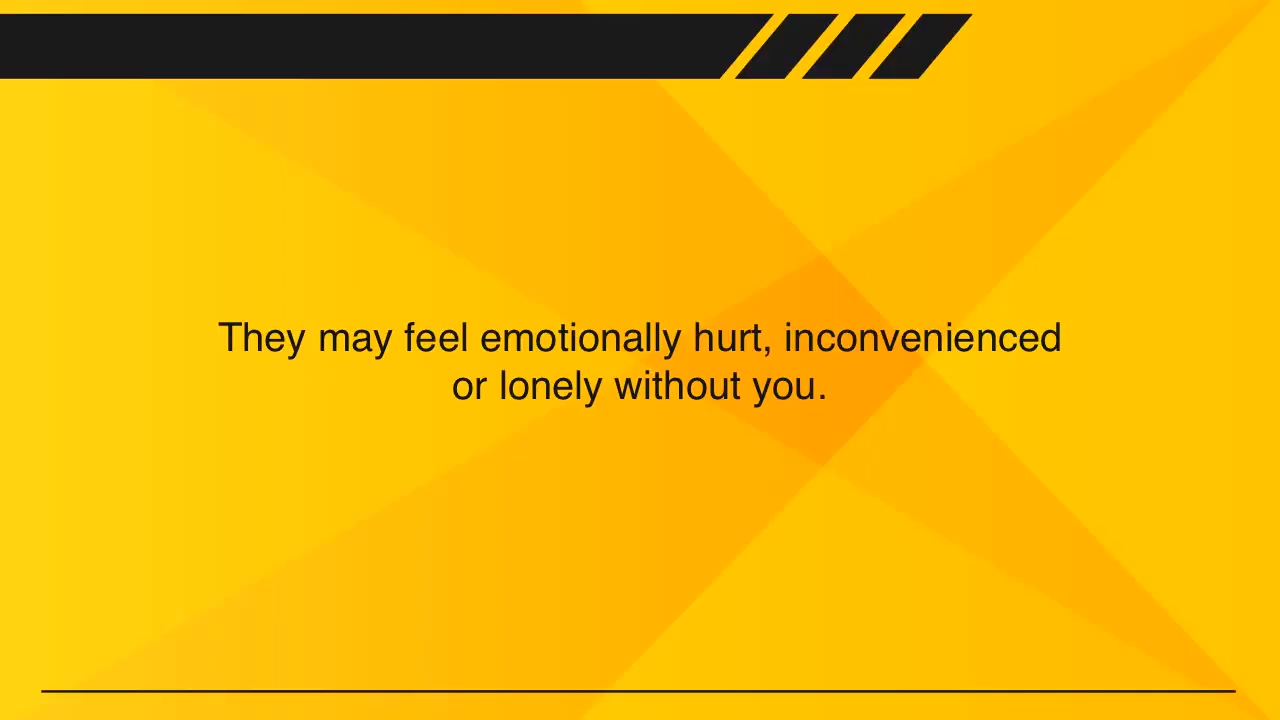 They may feel emotionally hurt, inconvenienced
or lonely without you.